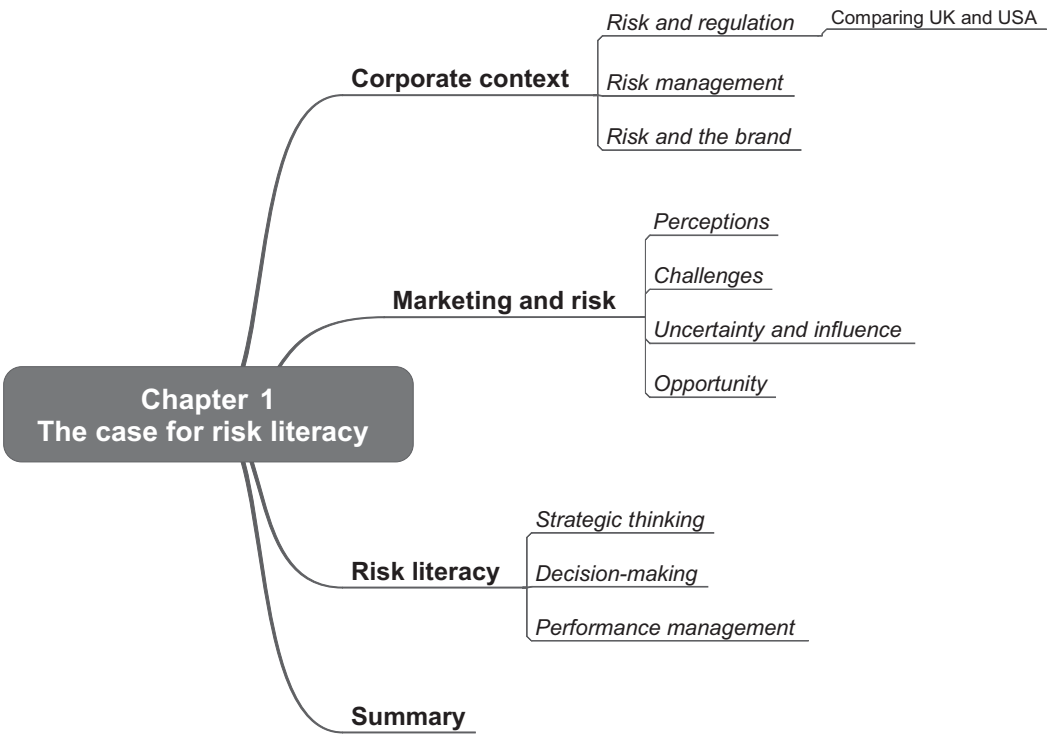 Chapter 1
The case for risk literacy
Corporate context
Risk and regulation
Comparing UK and USA
Risk management
Risk and the brand
Marketing and risk
Perceptions
Challenges
Uncertainty and influence
Opportunity
Risk literacy
Strategic thinking
Decision-making
Performance management
Summary